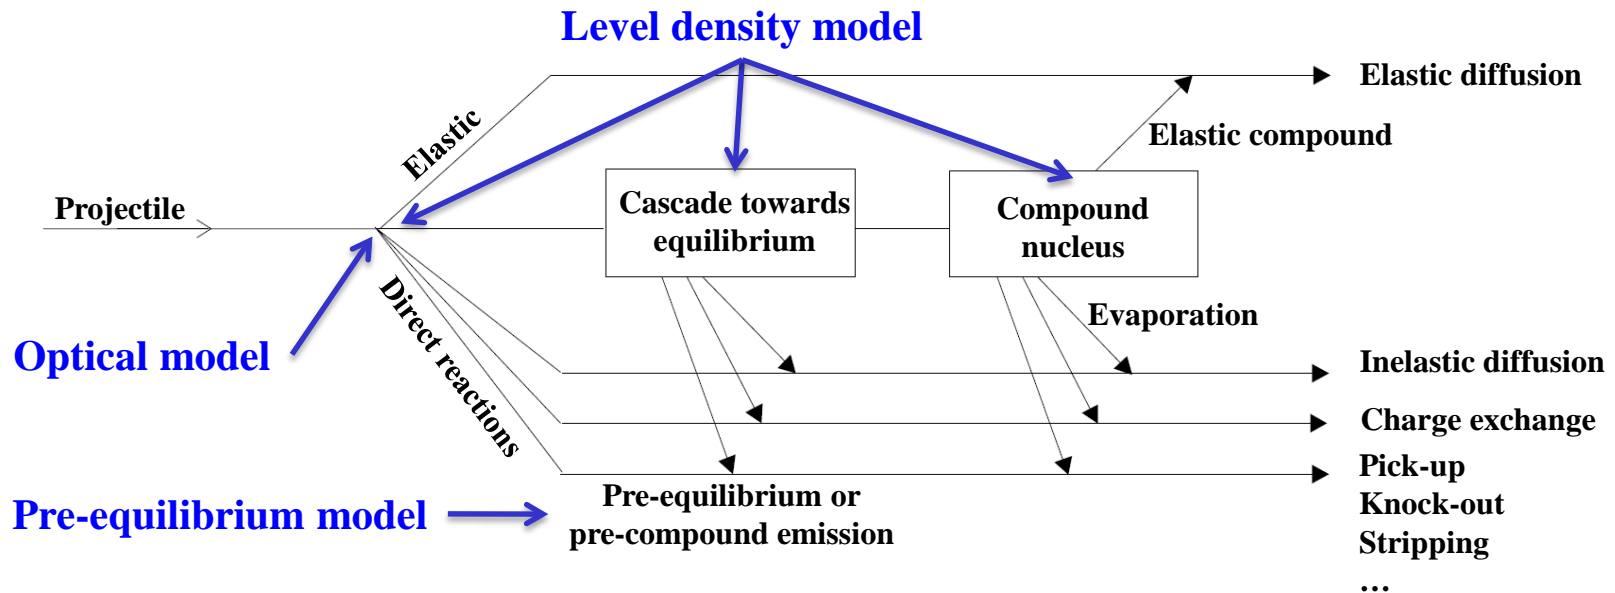 Level density model
Elastic diffusion
Elastic
Elastic compound
Projectile
Cascade towards
equilibrium
Compound
nucleus
Direct reactions
Evaporation
Optical model
Inelastic diffusion
Charge exchange
Pick-up
Knock-out
Stripping
…
Pre-equilibrium or
pre-compound emission
Pre-equilibrium model